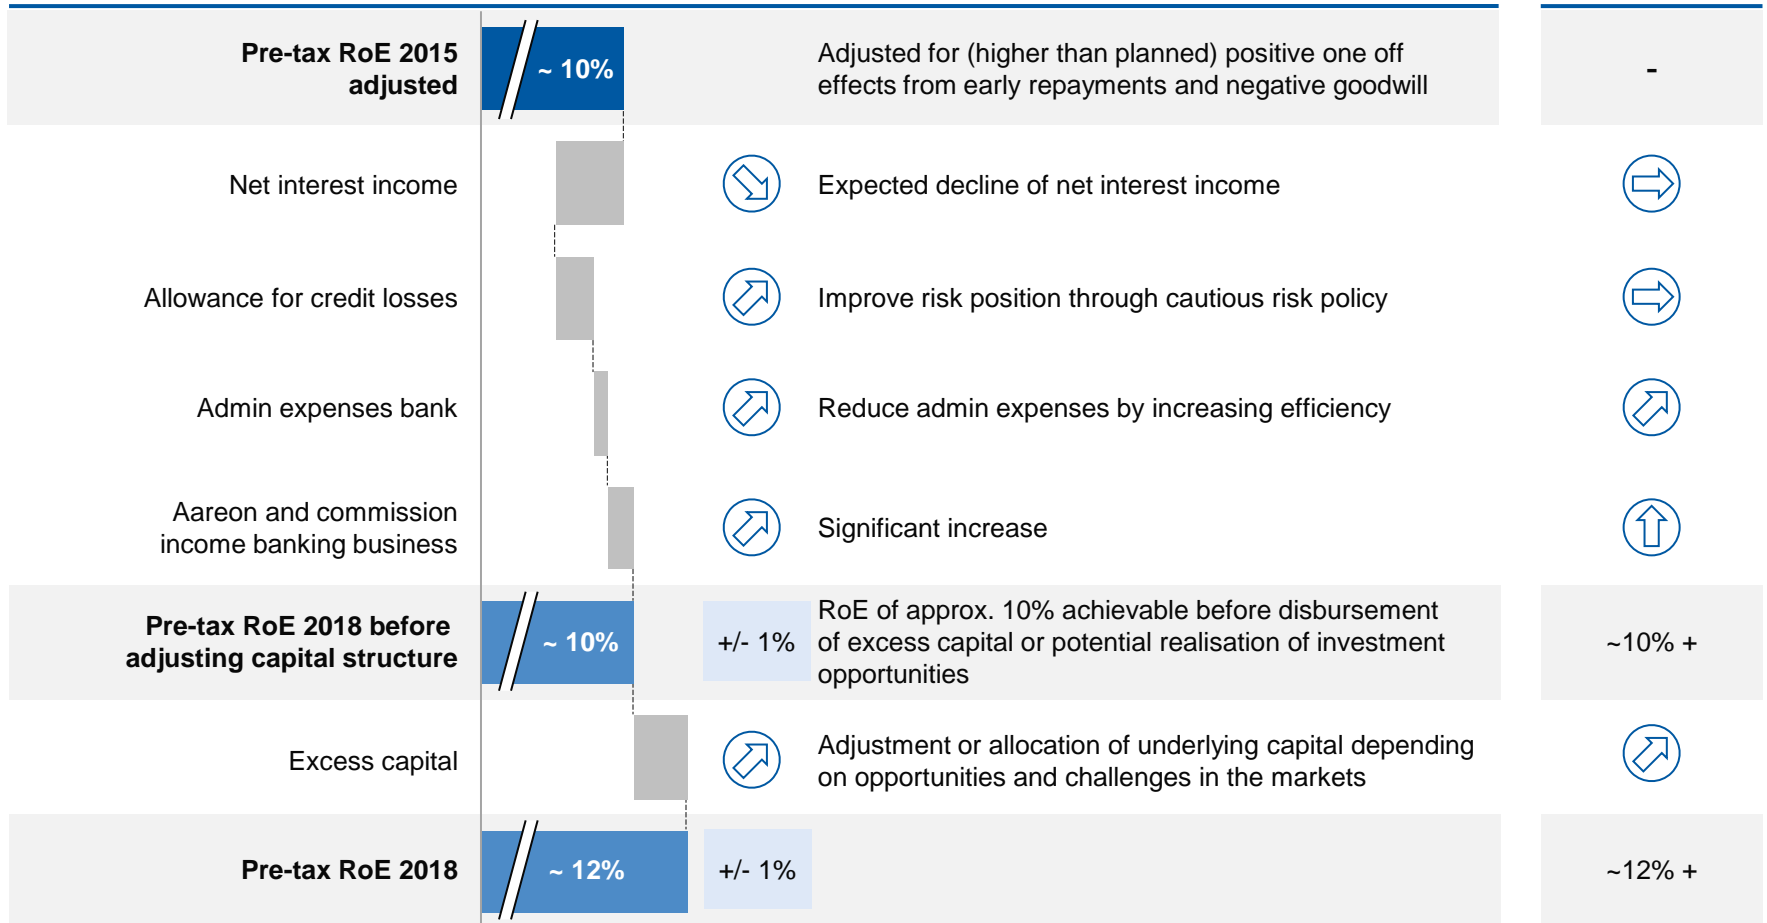 Pre-tax RoE 2015
adjusted
~ 10%
Adjusted for (higher than planned) positive one off
effects from early repayments and negative goodwill
-
Net interest income
Expected decline of net interest income
Allowance for credit losses
Improve risk position through cautious risk policy
Admin expenses bank
Reduce admin expenses by increasing efficiency
Aareon and commission
income banking business
Significant increase
Pre-tax RoE 2018 before
adjusting capital structure
~ 10%
+/- 1%
RoE of approx. 10% achievable before disbursement
of excess capital or potential realisation of investment
opportunities
~10% +
Excess capital
Adjustment or allocation of underlying capital depending
on opportunities and challenges in the markets
Pre-tax RoE 2018
~ 12%
+/- 1%
~12% +